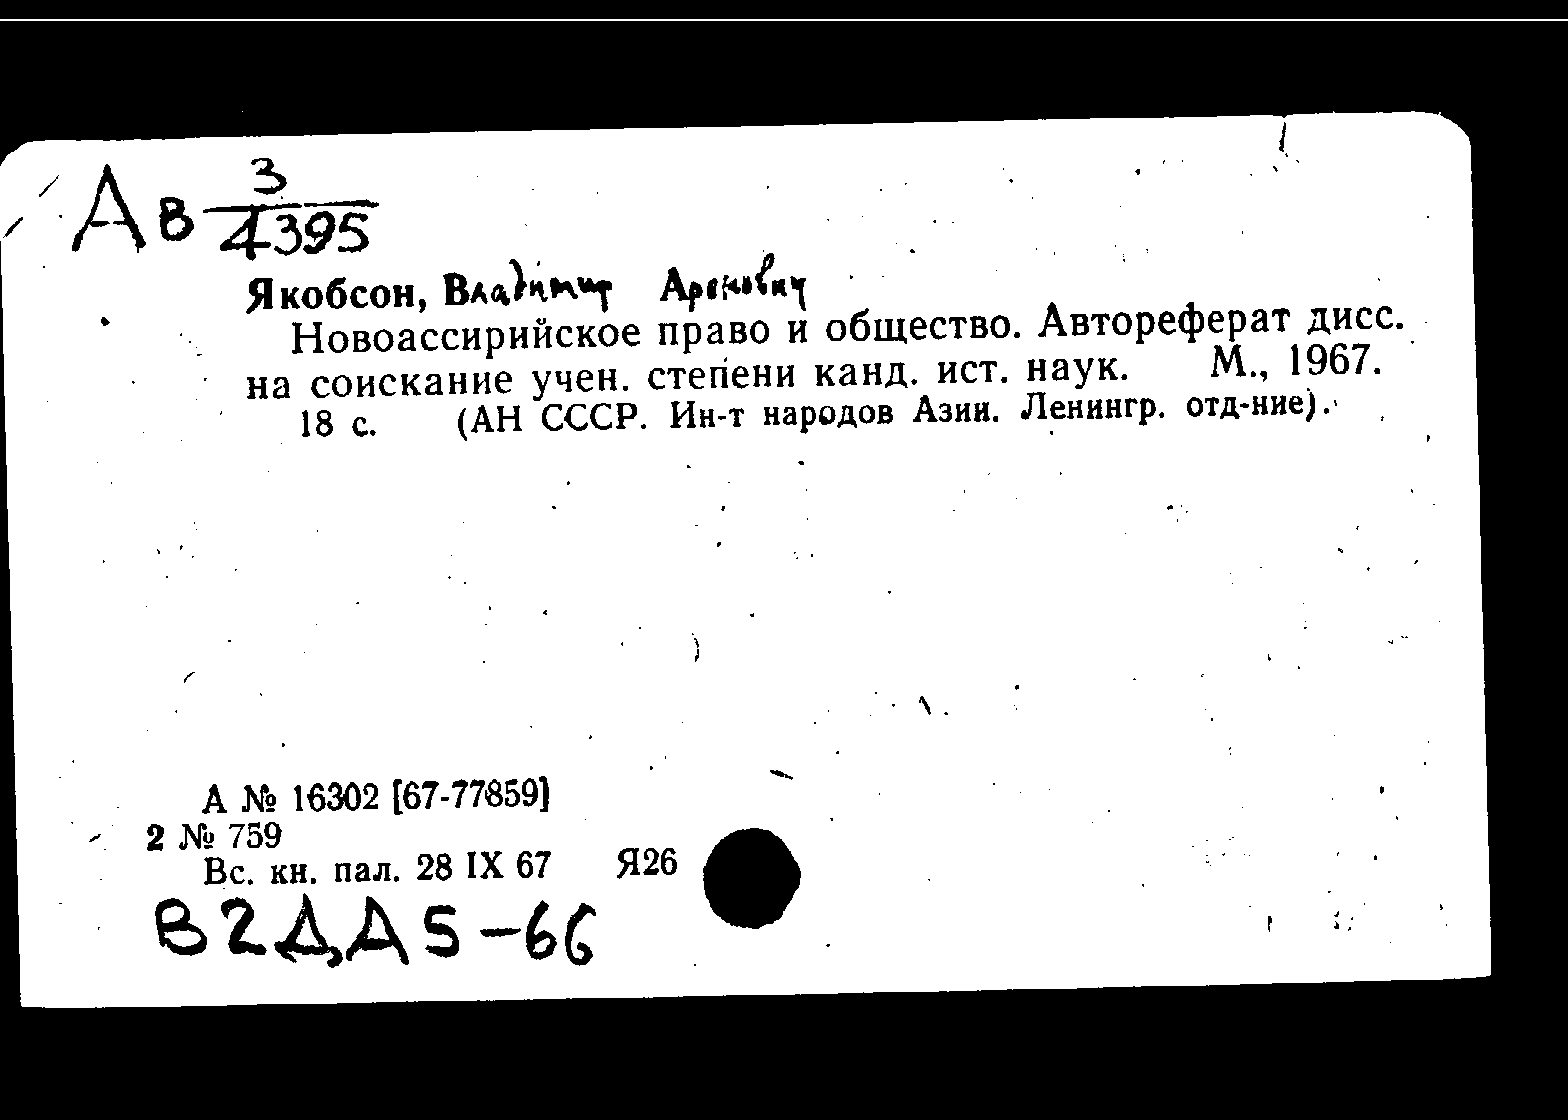 Ав 3/4395
Якобсон, Владимир Аронович
Новоассирийское право и общество. Автореферат дисс.
на соискание учен. степени канд. ист. наук. М., 1967.
18 с. (АН СССР. Ин-т народов Азии. Ленингр. отд-ние).
А № 16302 [67-77859]
2 № 759
Вс. кн. пал. 28 IX 67 Я26
В2ДА5-66